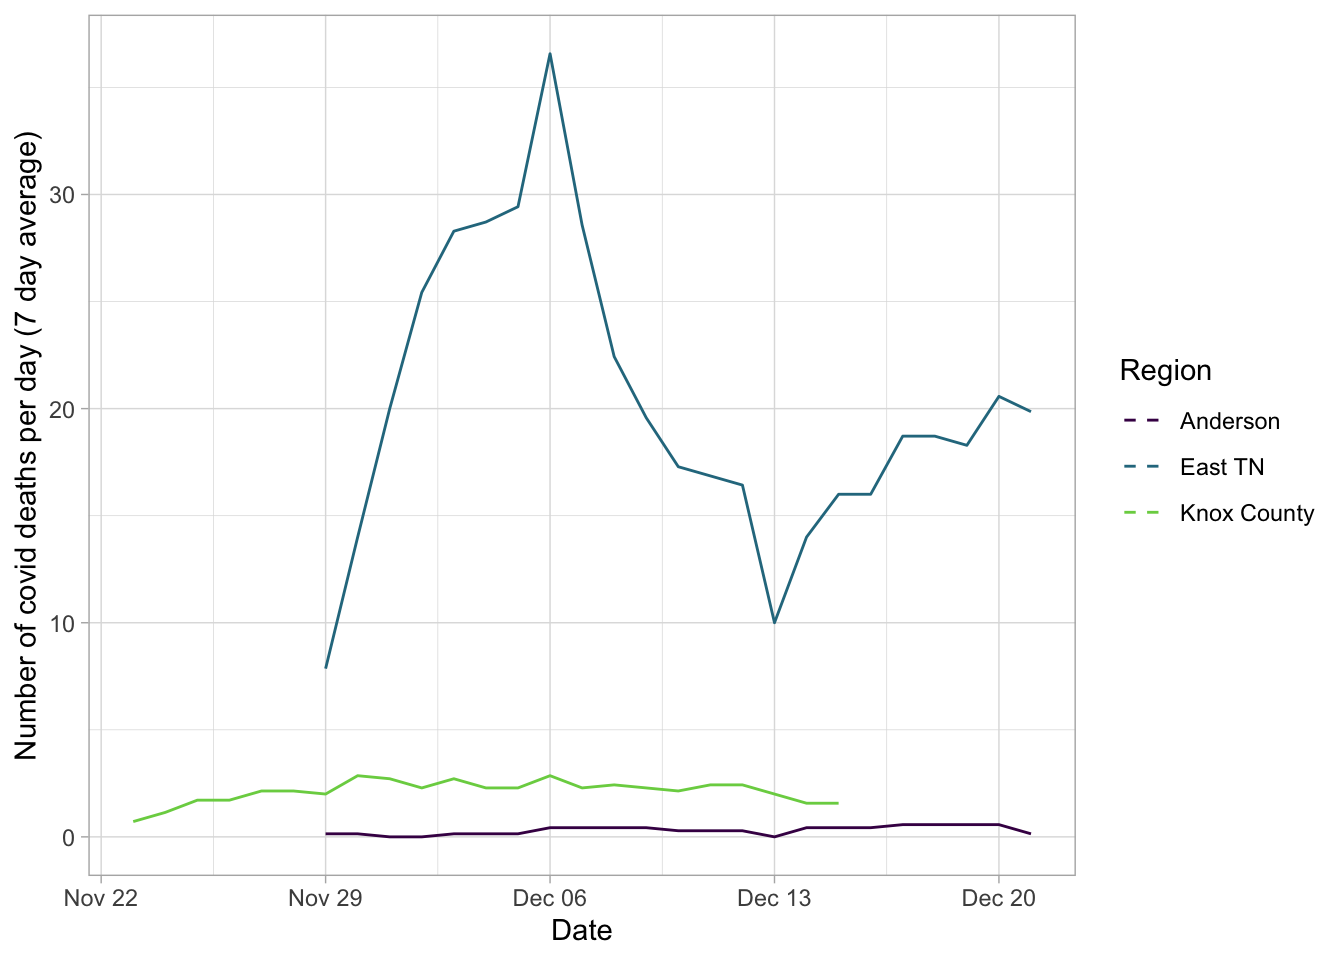 Number of covid deaths per day (7 day average)
30
20
10
0
Nov 22
Nov 29
Dec 06
Dec 13
Dec 20
Date
Region
Anderson
East TN
Knox County